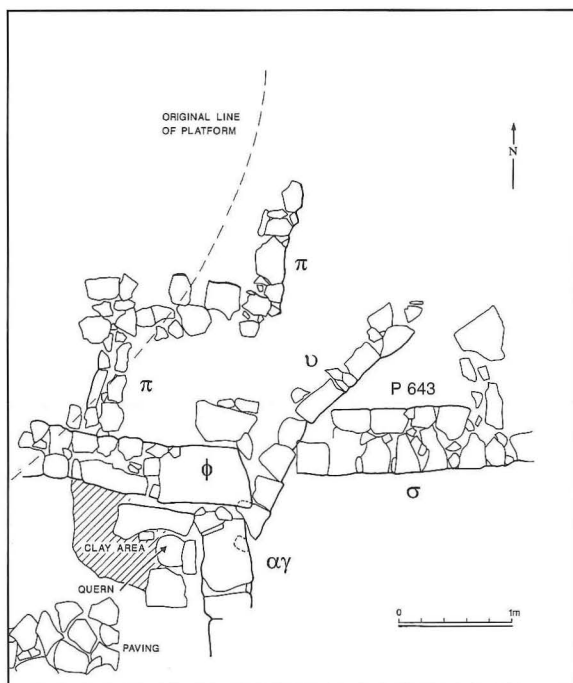 ORIGINAL LINE
OF PLATFORM
N
π
υ
P 643
π
φ
σ
CLAY AREA
αγ
QUERN
0 1m
PAVING